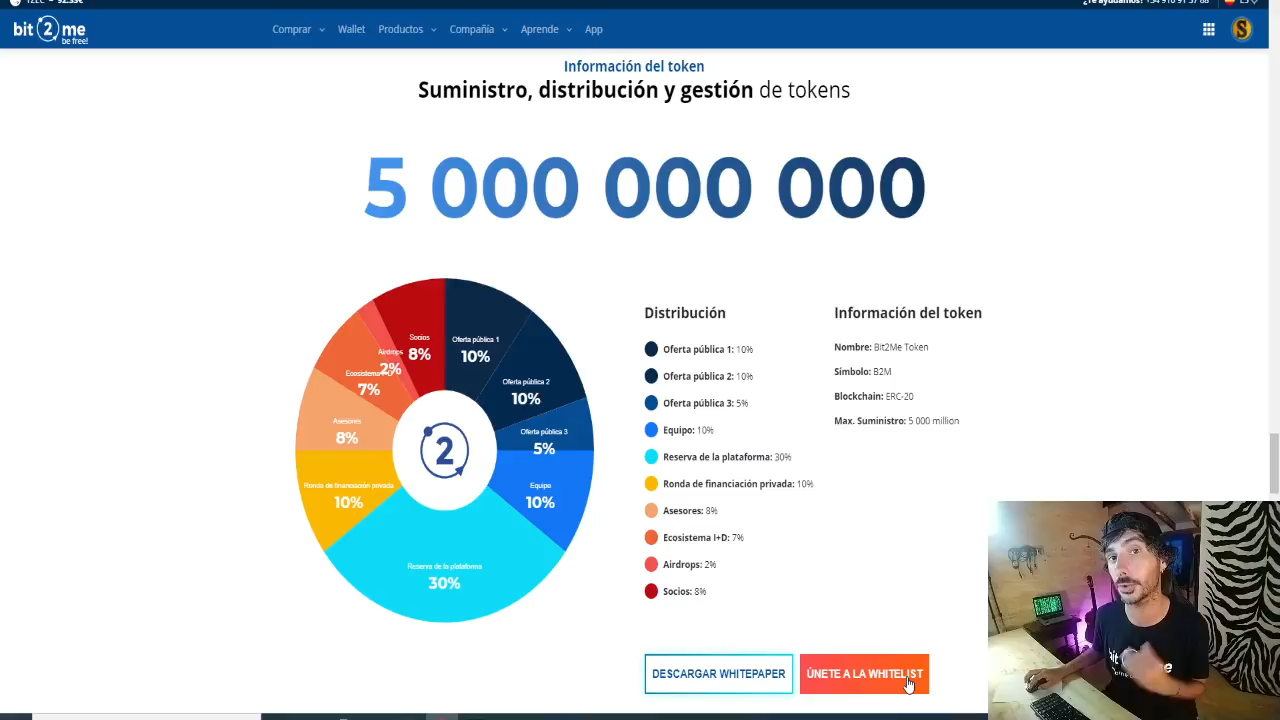 bit2me
be free!
Comprar
Wallet
Productos
Compañía
Aprende
App
Información del token
Suministro, distribución y gestión de tokens
5 000 000 000
Socios
8%
Oferta pública 1
10%
Airdrops
2%
7%
Oferta pública 2
10%
Asesores
8%
Oferta pública 3
5%
Ronda de financiación privada
10%
Equipo
10%
Reserva de la plataforma
30%
2
Distribución
Oferta pública 1: 10%
Oferta pública 2: 10%
Oferta pública 3: 5%
Equipo: 10%
Reserva de la plataforma: 30%
Ronda de financiación privada: 10%
Asesores: 8%
Ecosistema I+D: 7%
Airdrops: 2%
Socios: 8%
Información del token
Nombre: Bit2Me Token
Símbolo: B2M
Blockchain: ERC-20
Max. Suministro: 5 000 million
DESCARGAR WHITEPAPER
ÚNETE A LA WHITELIST